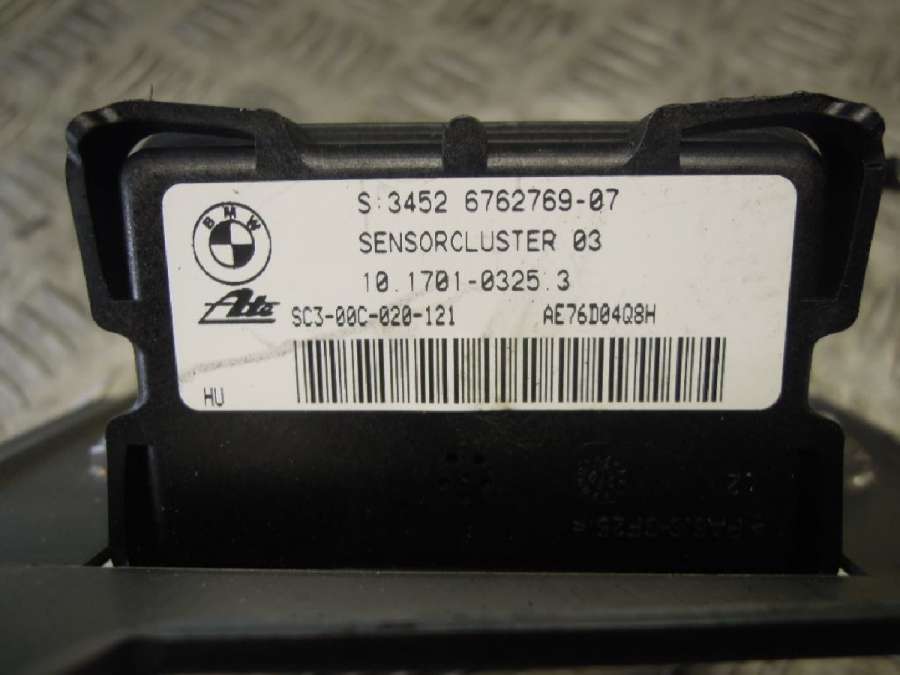 S:3452 6762769-07
BMW
SENSORCLUSTER 03
10.1701-0325.3
Ate
SC3-00C-020-121 AE76D04Q8H
HU